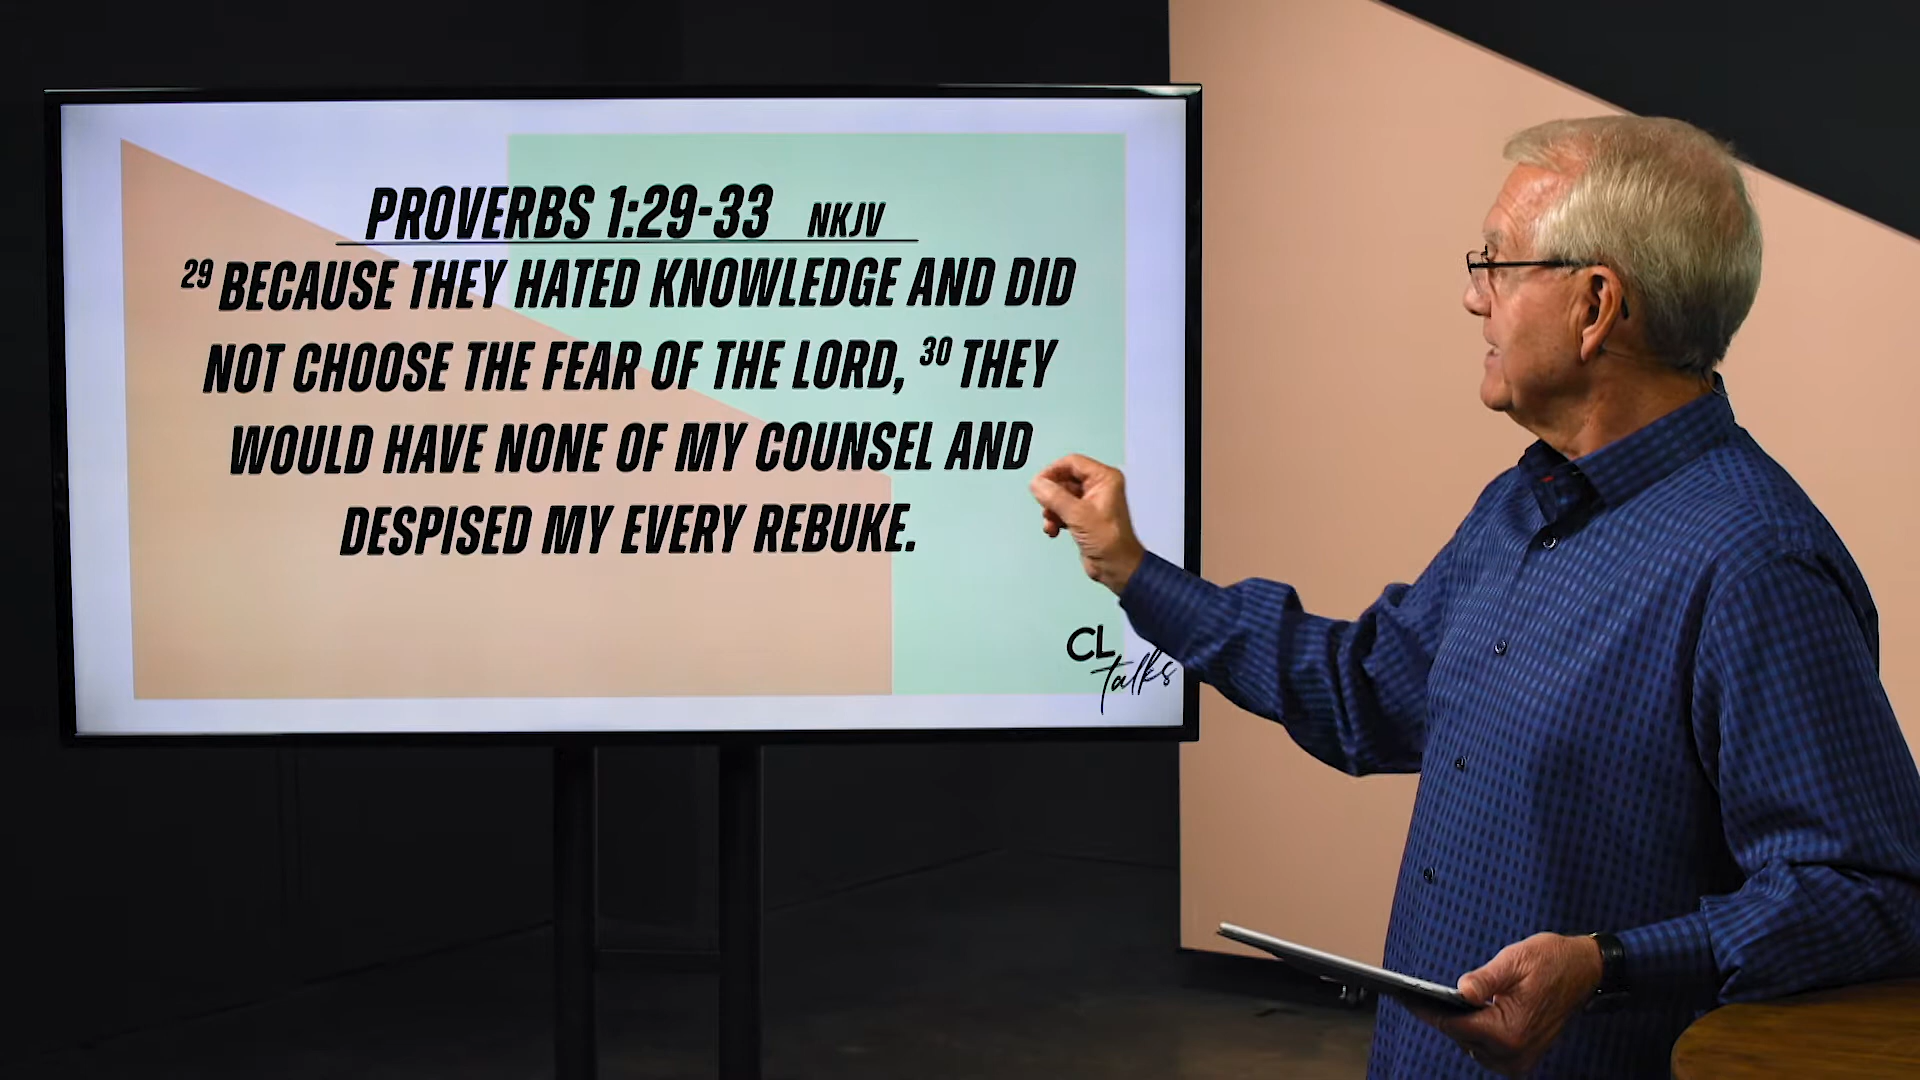 PROVERBS 1:29-33 NKJV
29 BECAUSE THEY HATED KNOWLEDGE AND DID
NOT CHOOSE THE FEAR OF THE LORD, 30 THEY
WOULD HAVE NONE OF MY COUNSEL AND
DESPISED MY EVERY REBUKE.
CL
talks